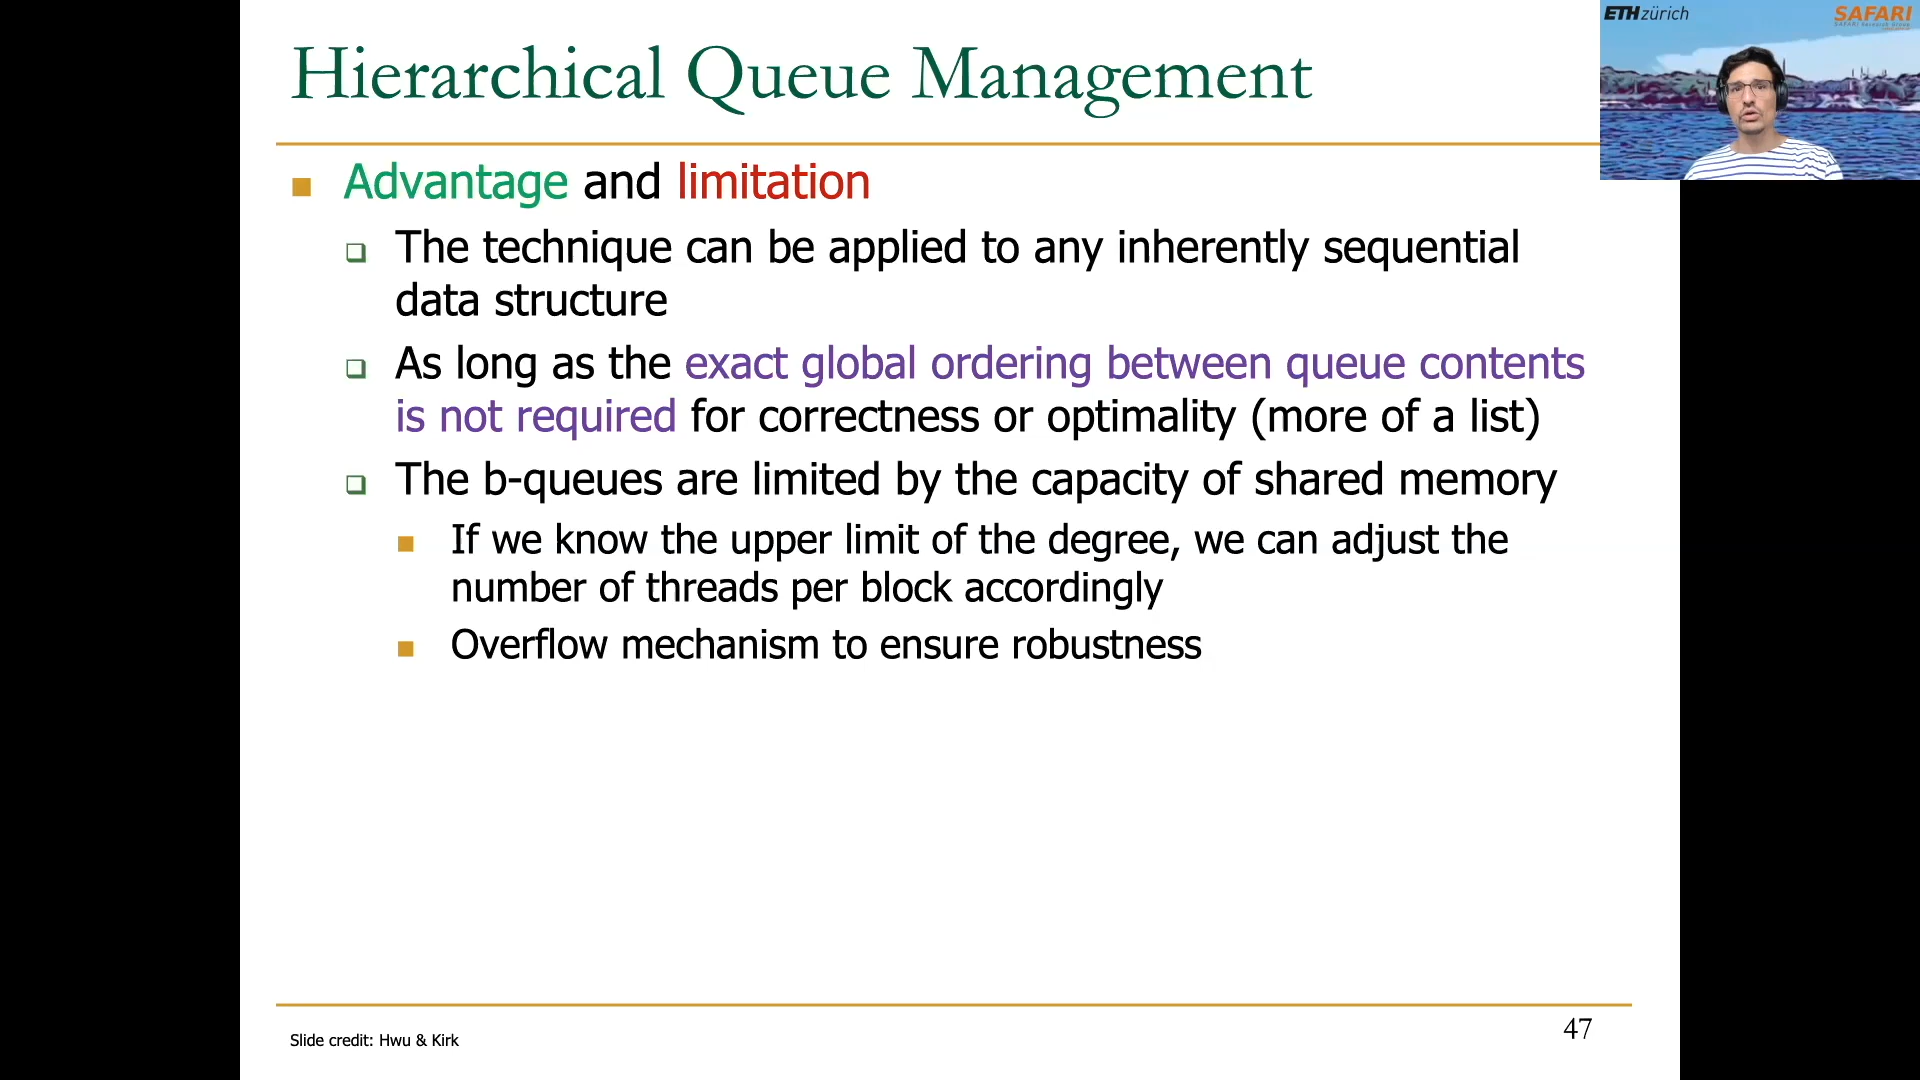 Hierarchical Queue Management
ETH zürich
SAFARI
Advantage and limitation
The technique can be applied to any inherently sequential
data structure
As long as the exact global ordering between queue contents
is not required for correctness or optimality (more of a list)
The b-queues are limited by the capacity of shared memory
If we know the upper limit of the degree, we can adjust the
number of threads per block accordingly
Overflow mechanism to ensure robustness
Slide credit: Hwu & Kirk
47